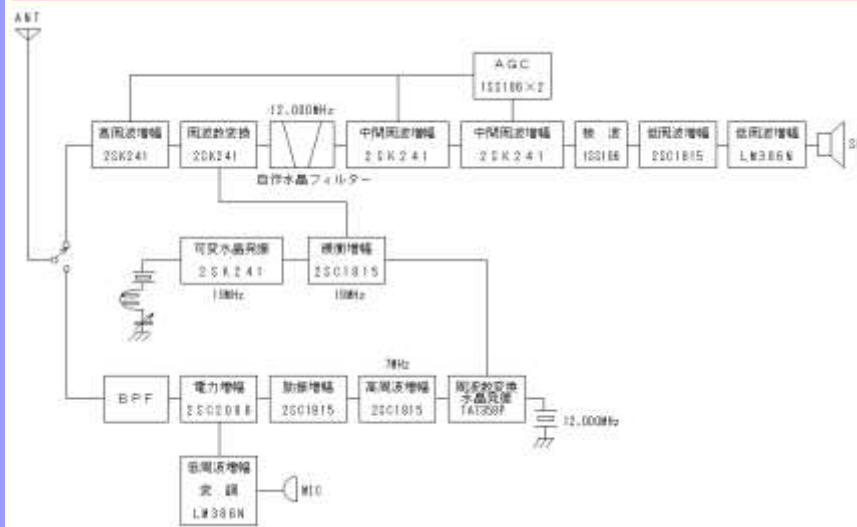 ANT
AGC
1SS106×2
12.000MHz
高周波増幅
2SK241
周波数変換
2SK241
中間周波増幅
2SK241
中間周波増幅
2SK241
検 波
1SS106
低周波増幅
2SC1815
低周波増幅
LM386N
自作水晶フィルター
可変水晶発振
2SK241
19MHz
緩衝増幅
2SC1815
19MHz
7MHz
BPF
電力増幅
励振増幅
2SC1815
高周波増幅
2SC1815
周波数変換
水晶発振
TA7358P
12.000MHz
低周波増幅
変 調
LM386N
MIC